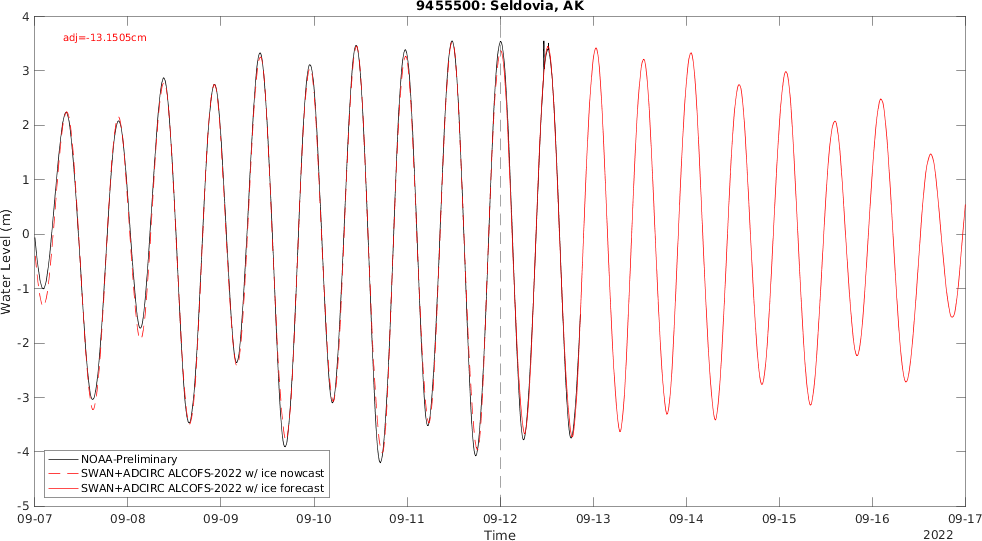 9455500: Seldovia, AK
adj=-13.1505cm
Water Level (m)
4
3
2
1
0
-1
-2
-3
-4
-5
NOAA-Preliminary
SWAN+ADCIRC ALCOFS-2022 w/ ice nowcast
SWAN+ADCIRC ALCOFS-2022 w/ ice forecast
09-07 09-08 09-09 09-10 09-11 09-12 09-13 09-14 09-15 09-16 09-17
Time
2022